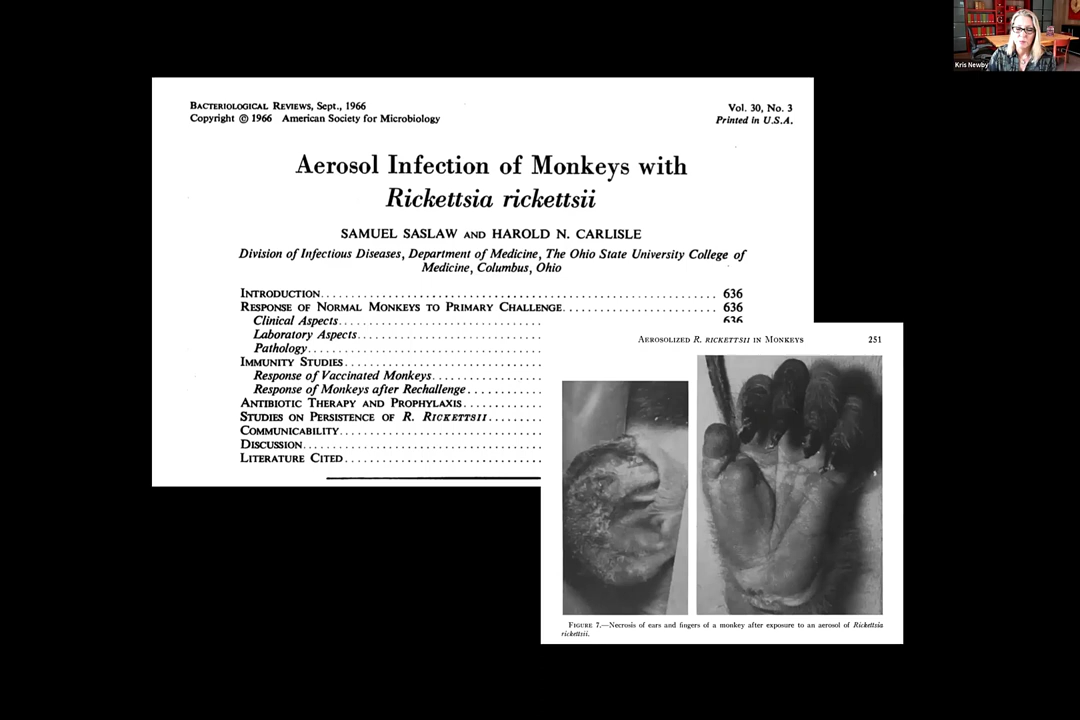 Kris Newby
BACTERIOLOGICAL REVIEWS, Sept., 1966
Copyright © 1966 American Society for Microbiology
Vol. 30, No. 3
Printed in U.S.A.
Aerosol Infection of Monkeys with
Rickettsia rickettsii
SAMUEL SASLAW AND HAROLD N. CARLISLE
Division of Infectious Diseases, Department of Medicine, The Ohio State University College of
Medicine, Columbus, Ohio
INTRODUCTION 636
RESPONSE OF NORMAL MONKEYS TO PRIMARY CHALLENGE 636
Clinical Aspects 636
Laboratory Aspects
Pathology
IMMUNITY STUDIES
Response of Vaccinated Monkeys
Response of Monkeys after Rechallenge
ANTIBIOTIC THERAPY AND PROPHYLAXIS
STUDIES ON PERSISTENCE OF R. RICKETTSII
COMMUNICABILITY
DISCUSSION
LITERATURE CITED
AEROSOLIZED R. RICKETTSII IN MONKEYS 251
FIGURE 7.—Necrosis of ears and fingers of a monkey after exposure to an aerosol of Rickettsia
rickettsii.